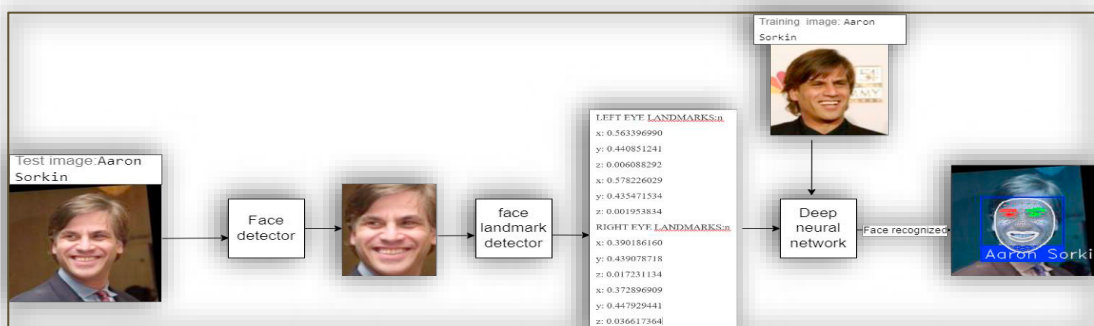 Training image: Aaron
Sorkin
Test image:Aaron
Sorkin
Face
detector
face
landmark
detector
LEFT EYE LANDMARKS:n
x: 0.563396990
y: 0.440851241
z: 0.006088292
x: 0.578226029
y: 0.435471534
z: 0.001953834
RIGHT EYE LANDMARKS:n
x: 0.390186160
y: 0.439078718
z: 0.017231134
x: 0.372896909
y: 0.447929441
z: 0.036617364
Deep
neural
network
Face recognized
Aaron Sorki